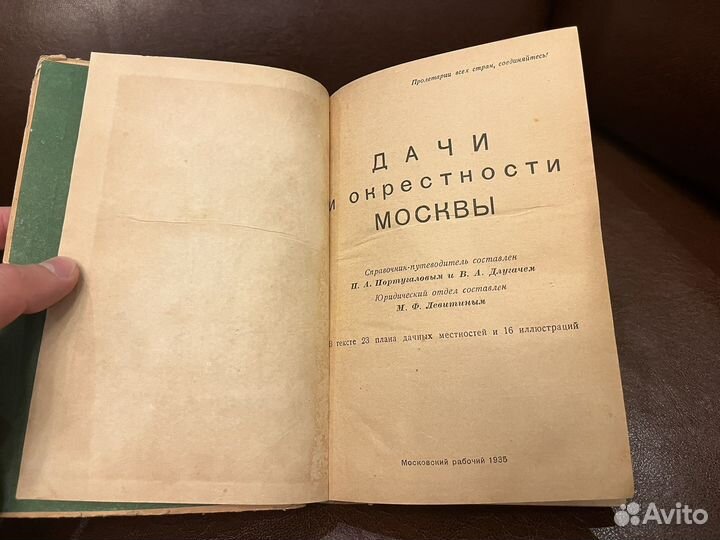 Пролетарии всех стран, соединяйтесь!
ДАЧИ
и окрестности
МОСКВЫ
Справочник-путеводитель составлен
П. А. Португаловым и В. А. Длугачем
Юридический отдел составлен
М. Ф. Левитиным
В тексте 23 плана дачных местностей и 16 иллюстраций
Московский рабочий 1935
Avito